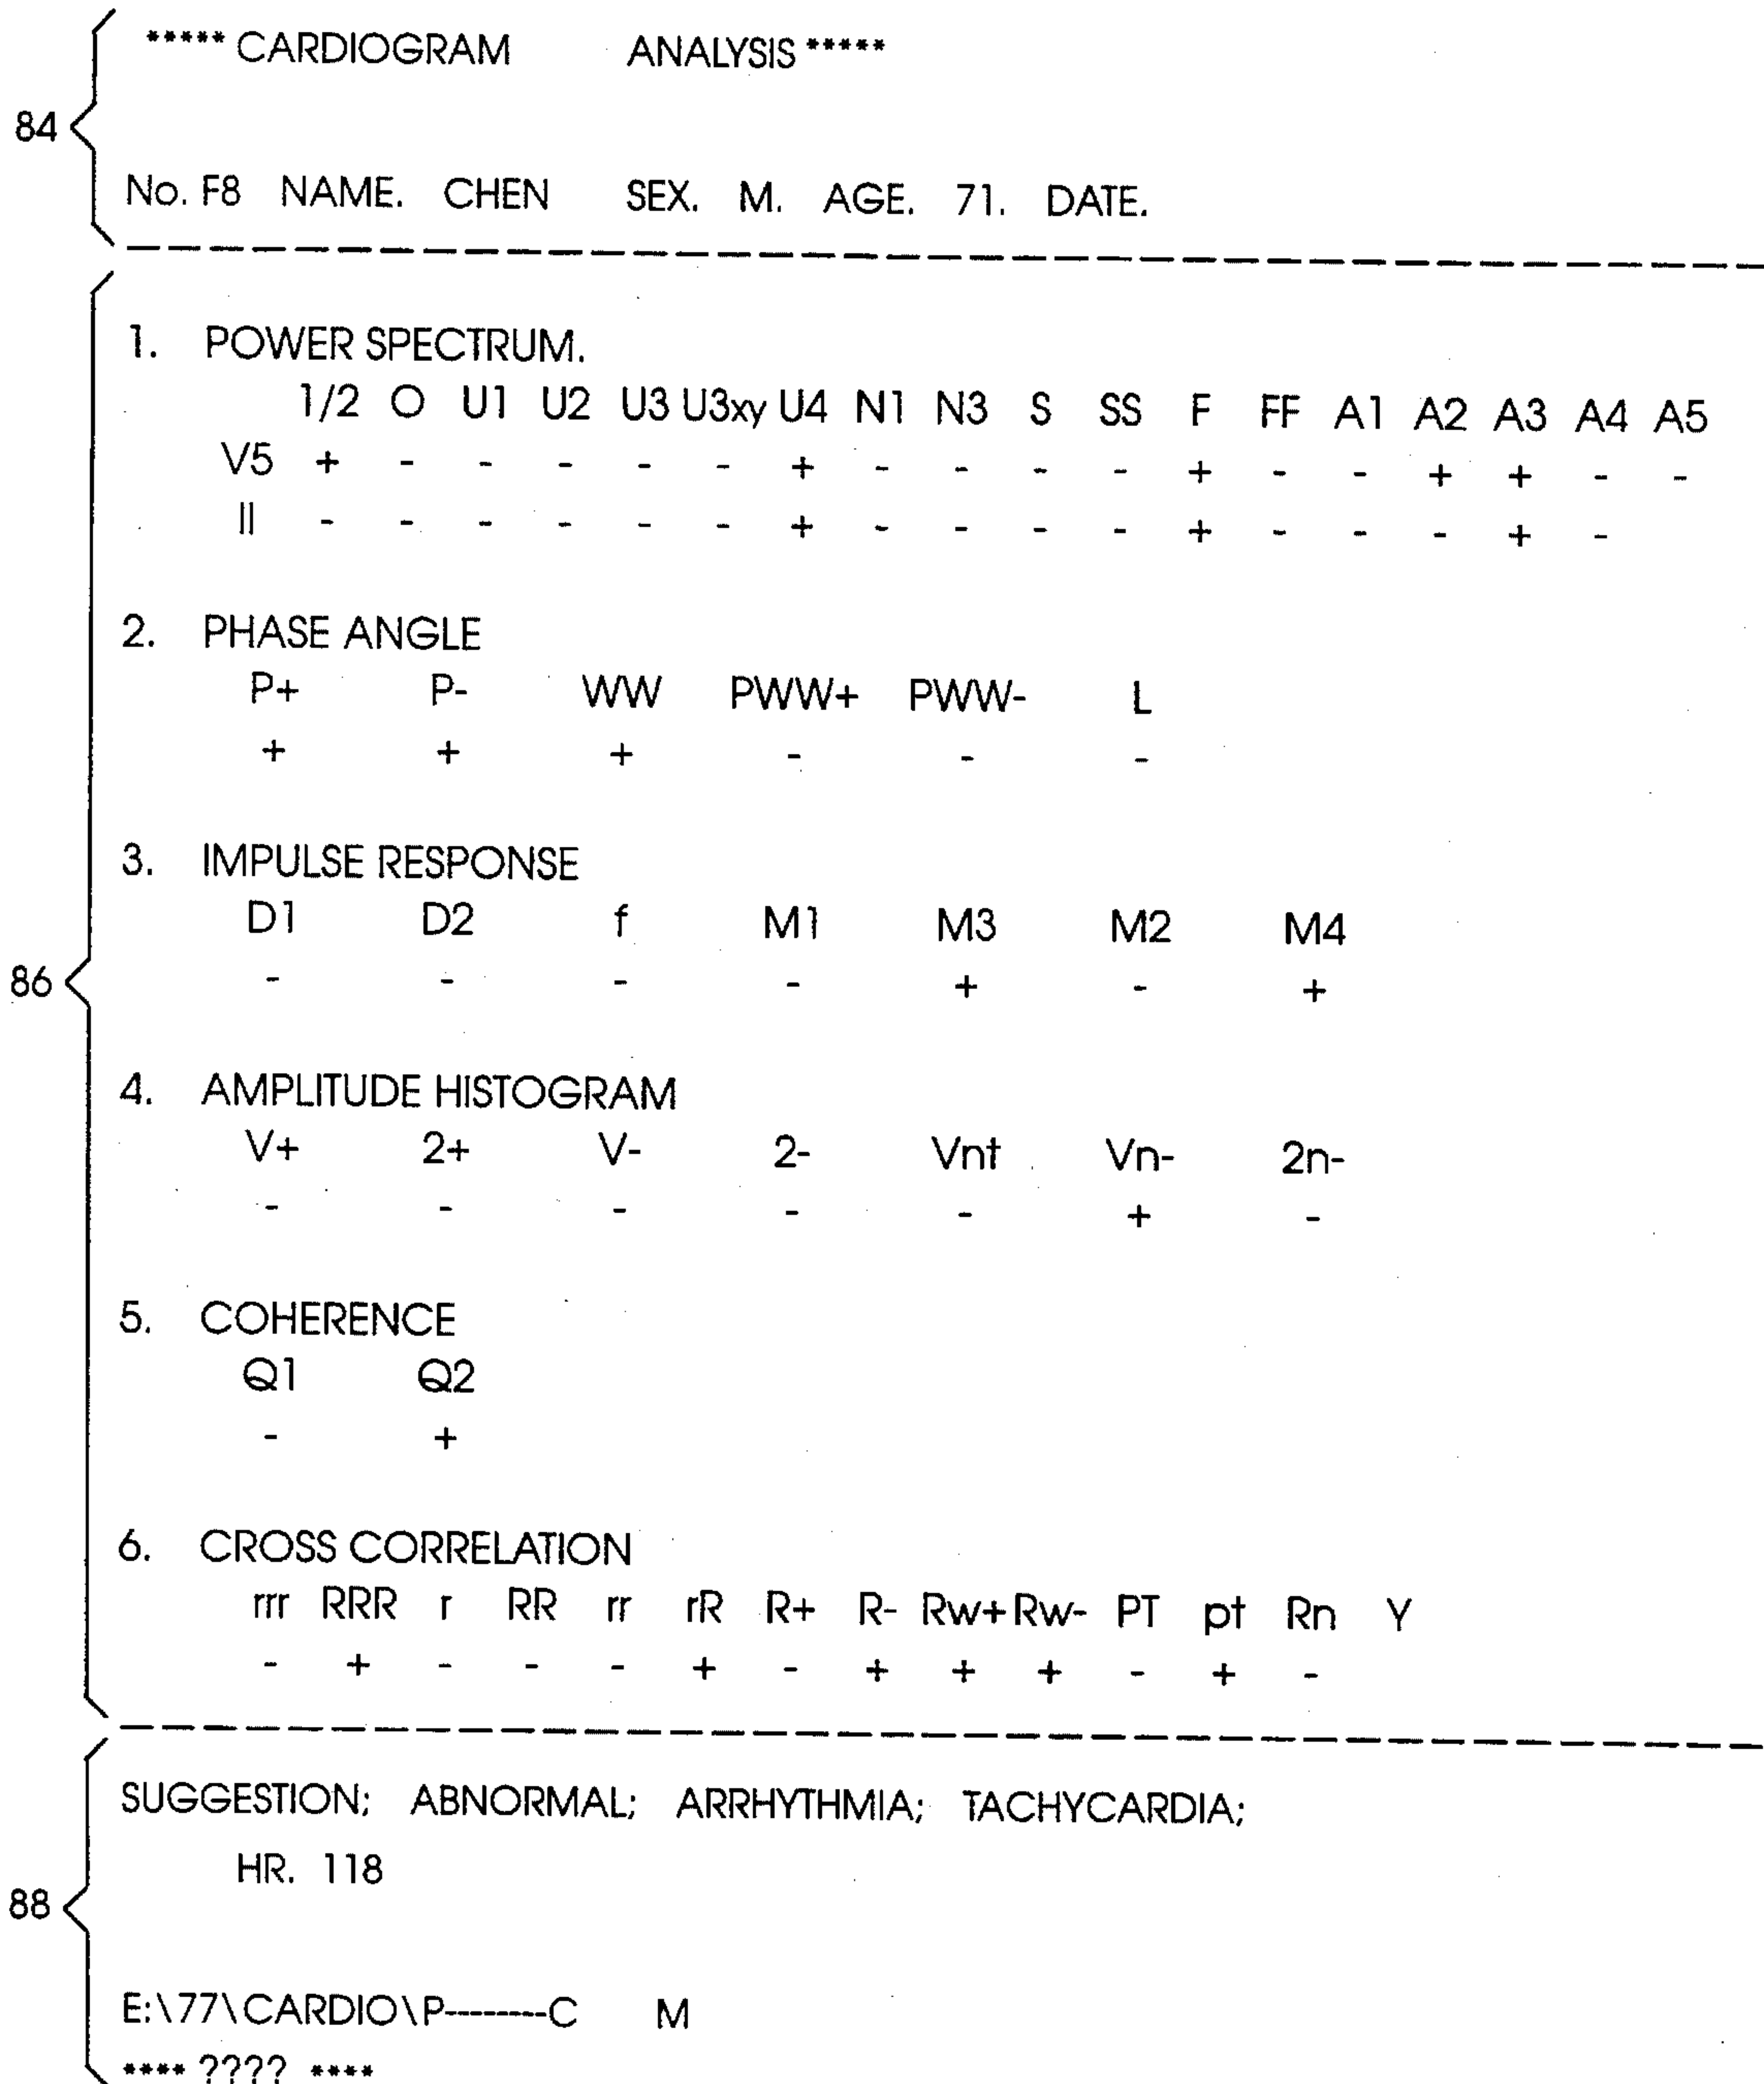 ***** CARDIOGRAM ANALYSIS *****
84
No. F8 NAME. CHEN SEX. M. AGE. 71. DATE.
1. POWER SPECTRUM.
1/2 O U1 U2 U3 U3xy U4 N1 N3 S SS F FF A1 A2 A3 A4 A5
V5 + - - - - - + - - - - + - - + + - -
II - - - - - - + - - - - + - - - + -
2. PHASE ANGLE
P+ P- WW PWW+ PWW- L
+ + + - - -
3. IMPULSE RESPONSE
D1 D2 f M1 M3 M2 M4
86
- - - - + - +
4. AMPLITUDE HISTOGRAM
V+ 2+ V- 2- Vnt Vn- 2n-
- - - - - + -
5. COHERENCE
Q1 Q2
- +
6. CROSS CORRELATION
rrr RRR r RR rr rR R+ R- Rw+ Rw- PT pt Rn Y
- + - - - + - + + + - + -
SUGGESTION; ABNORMAL; ARRHYTHMIA; TACHYCARDIA;
HR. 118
88
E:\77\CARDIO\P--------C M
**** ???? ****